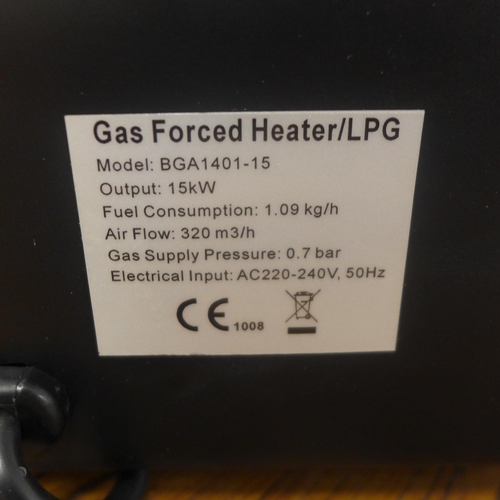 Gas Forced Heater/LPG
Model: BGA1401-15
Output: 15kW
Fuel Consumption: 1.09 kg/h
Air Flow: 320 m3/h
Gas Supply Pressure: 0.7 bar
Electrical Input: AC220-240V, 50Hz
CE 1008